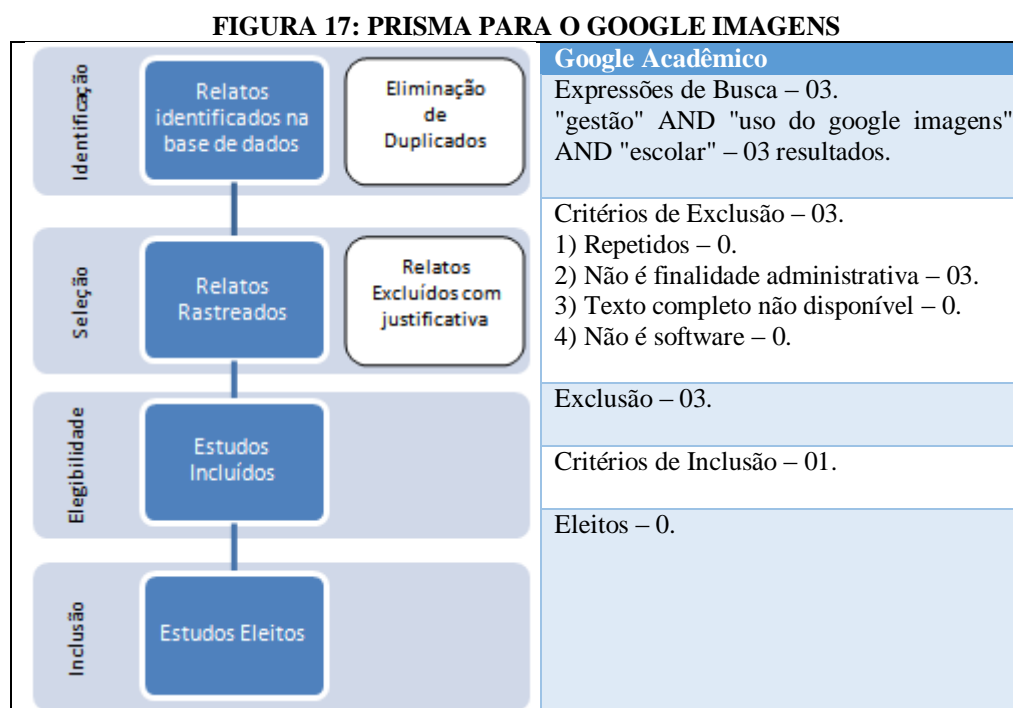 FIGURA 17: PRISMA PARA O GOOGLE IMAGENS
Identificação
Relatos
identificados na
base de dados
Eliminação
de
Duplicados
Seleção
Relatos
Rastreados
Relatos
Excluídos com
justificativa
Elegibilidade
Estudos
Incluídos
Inclusão
Estudos Eleitos
Google Acadêmico
Expressões de Busca – 03.
"gestão" AND "uso do google imagens"
AND "escolar" – 03 resultados.
Critérios de Exclusão – 03.
1) Repetidos – 0.
2) Não é finalidade administrativa – 03.
3) Texto completo não disponível – 0.
4) Não é software – 0.
Exclusão – 03.
Critérios de Inclusão – 01.
Eleitos – 0.